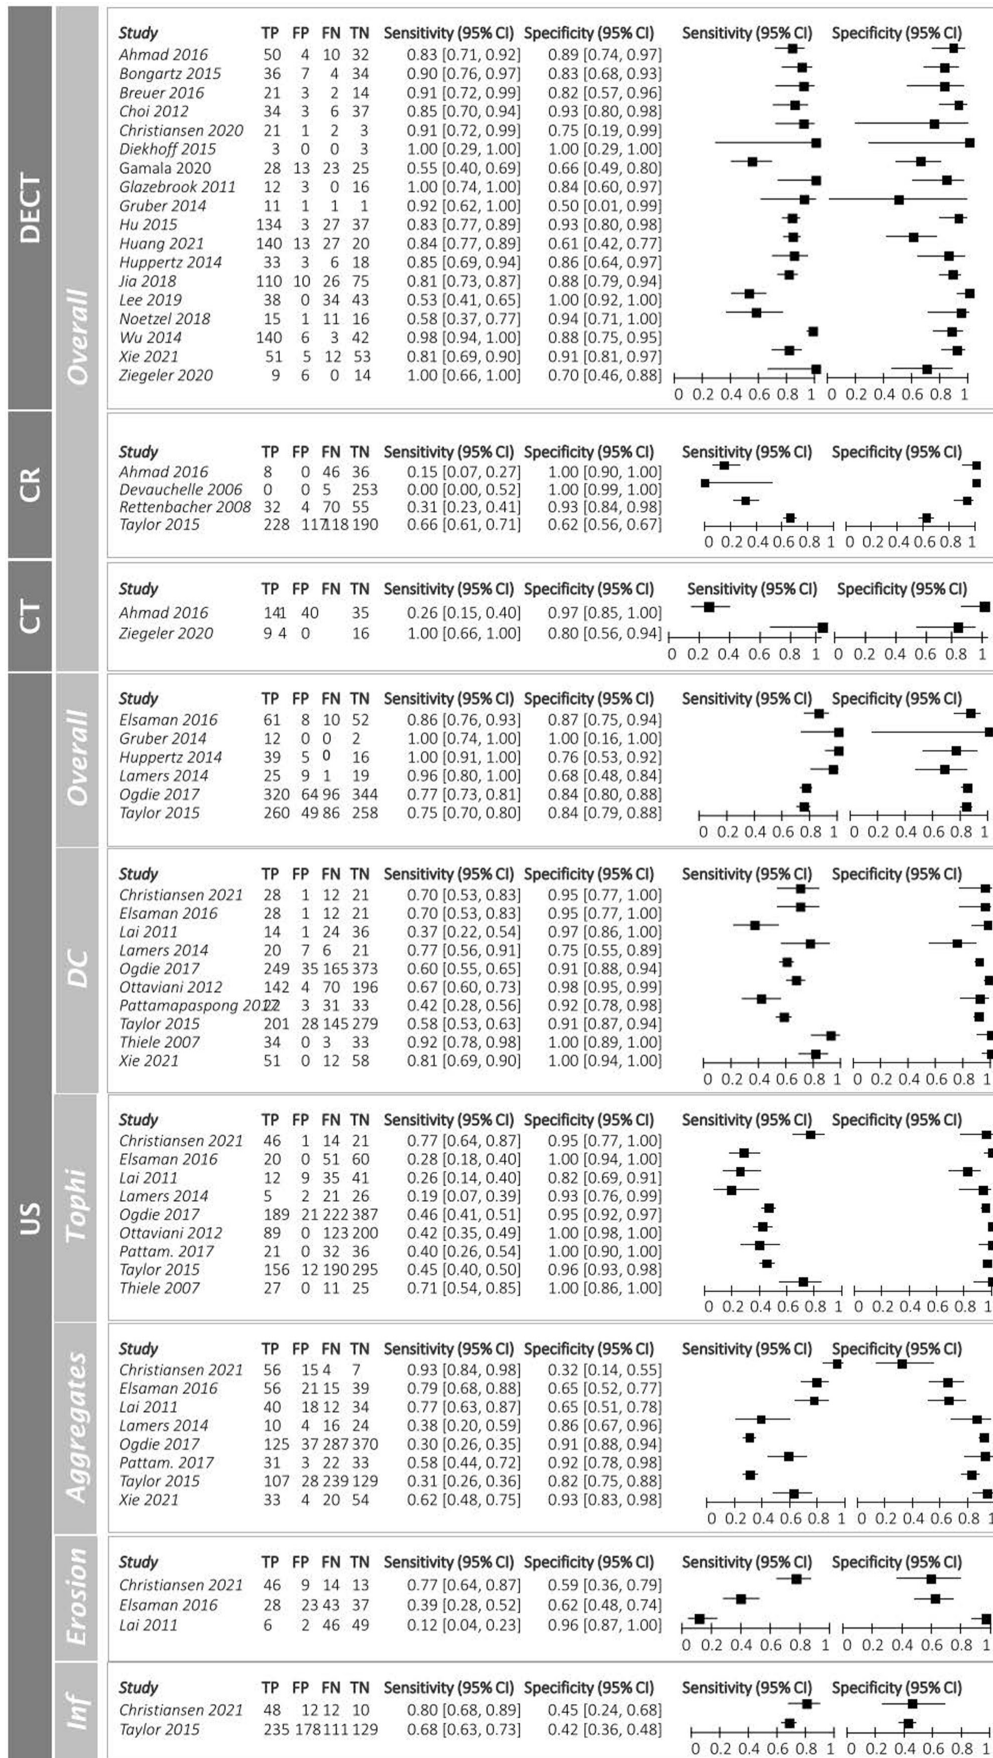 DECT
Overall
Study TP FP FN TN Sensitivity (95% CI) Specificity (95% CI) Sensitivity (95% CI) Specificity (95% CI)
Ahmad 2016 50 4 10 32 0.83 [0.71, 0.92] 0.89 [0.74, 0.97]
Bongartz 2015 36 7 4 34 0.90 [0.76, 0.97] 0.83 [0.68, 0.93]
Breuer 2016 21 3 2 14 0.91 [0.72, 0.99] 0.82 [0.57, 0.96]
Choi 2012 34 3 6 37 0.85 [0.70, 0.94] 0.93 [0.80, 0.98]
Christiansen 2020 21 1 2 3 0.91 [0.72, 0.99] 0.75 [0.19, 0.99]
Diekhoff 2015 3 0 0 3 1.00 [0.29, 1.00] 1.00 [0.29, 1.00]
Gamala 2020 28 13 23 25 0.55 [0.40, 0.69] 0.66 [0.49, 0.80]
Glazebrook 2011 12 3 0 16 1.00 [0.74, 1.00] 0.84 [0.60, 0.97]
Gruber 2014 11 1 1 1 0.92 [0.62, 1.00] 0.50 [0.01, 0.99]
Hu 2015 134 3 27 37 0.83 [0.77, 0.89] 0.93 [0.80, 0.98]
Huang 2021 140 13 27 20 0.84 [0.77, 0.89] 0.61 [0.42, 0.77]
Huppertz 2014 33 3 6 18 0.85 [0.69, 0.94] 0.86 [0.64, 0.97]
Jia 2018 110 10 26 75 0.81 [0.73, 0.87] 0.88 [0.79, 0.94]
Lee 2019 38 0 34 43 0.53 [0.41, 0.65] 1.00 [0.92, 1.00]
Noetzel 2018 15 1 11 16 0.58 [0.37, 0.77] 0.94 [0.71, 1.00]
Wu 2014 140 6 3 42 0.98 [0.94, 1.00] 0.88 [0.75, 0.95]
Xie 2021 51 5 12 53 0.81 [0.69, 0.90] 0.91 [0.81, 0.97]
Ziegeler 2020 9 6 0 14 1.00 [0.66, 1.00] 0.70 [0.46, 0.88]
0 0.2 0.4 0.6 0.8 1 0 0.2 0.4 0.6 0.8 1
CR
Study TP FP FN TN Sensitivity (95% CI) Specificity (95% CI) Sensitivity (95% CI) Specificity (95% CI)
Ahmad 2016 8 0 46 36 0.15 [0.07, 0.27] 1.00 [0.90, 1.00]
Devauchelle 2006 0 0 5 253 0.00 [0.00, 0.52] 1.00 [0.99, 1.00]
Rettenbacher 2008 32 4 70 55 0.31 [0.23, 0.41] 0.93 [0.84, 0.98]
Taylor 2015 228 117 118 190 0.66 [0.61, 0.71] 0.62 [0.56, 0.67]
0 0.2 0.4 0.6 0.8 1 0 0.2 0.4 0.6 0.8 1
CT
Study TP FP FN TN Sensitivity (95% CI) Specificity (95% CI) Sensitivity (95% CI) Specificity (95% CI)
Ahmad 2016 141 40 35 0.26 [0.15, 0.40] 0.97 [0.85, 1.00]
Ziegeler 2020 9 4 0 16 1.00 [0.66, 1.00] 0.80 [0.56, 0.94]
0 0.2 0.4 0.6 0.8 1 0 0.2 0.4 0.6 0.8 1
US
Overall
Study TP FP FN TN Sensitivity (95% CI) Specificity (95% CI) Sensitivity (95% CI) Specificity (95% CI)
Elsaman 2016 61 8 10 52 0.86 [0.76, 0.93] 0.87 [0.75, 0.94]
Gruber 2014 12 0 0 2 1.00 [0.74, 1.00] 1.00 [0.16, 1.00]
Huppertz 2014 39 5 0 16 1.00 [0.91, 1.00] 0.76 [0.53, 0.92]
Lamers 2014 25 9 1 19 0.96 [0.80, 1.00] 0.68 [0.48, 0.84]
Ogdie 2017 320 64 96 344 0.77 [0.73, 0.81] 0.84 [0.80, 0.88]
Taylor 2015 260 49 86 258 0.75 [0.70, 0.80] 0.84 [0.79, 0.88]
0 0.2 0.4 0.6 0.8 1 0 0.2 0.4 0.6 0.8 1
DC
Study TP FP FN TN Sensitivity (95% CI) Specificity (95% CI) Sensitivity (95% CI) Specificity (95% CI)
Christiansen 2021 28 1 12 21 0.70 [0.53, 0.83] 0.95 [0.77, 1.00]
Elsaman 2016 28 1 12 21 0.70 [0.53, 0.83] 0.95 [0.77, 1.00]
Lai 2011 14 1 24 36 0.37 [0.22, 0.54] 0.97 [0.86, 1.00]
Lamers 2014 20 7 6 21 0.77 [0.56, 0.91] 0.75 [0.55, 0.89]
Ogdie 2017 249 35 165 373 0.60 [0.55, 0.65] 0.91 [0.88, 0.94]
Ottaviani 2012 142 4 70 196 0.67 [0.60, 0.73] 0.98 [0.95, 0.99]
Pattamapaspong 3 31 33 0.42 [0.28, 0.56] 0.92 [0.78, 0.98]
Taylor 2015 201 28 145 279 0.58 [0.53, 0.63] 0.91 [0.87, 0.94]
Thiele 2007 34 0 3 33 0.92 [0.78, 0.98] 1.00 [0.89, 1.00]
Xie 2021 51 0 12 58 0.81 [0.69, 0.90] 1.00 [0.94, 1.00]
0 0.2 0.4 0.6 0.8 1 0 0.2 0.4 0.6 0.8 1
Tophi
Study TP FP FN TN Sensitivity (95% CI) Specificity (95% CI) Sensitivity (95% CI) Specificity (95% CI)
Christiansen 2021 46 1 14 21 0.77 [0.64, 0.87] 0.95 [0.77, 1.00]
Elsaman 2016 20 0 51 60 0.28 [0.18, 0.40] 1.00 [0.94, 1.00]
Lai 2011 12 9 35 41 0.26 [0.14, 0.40] 0.82 [0.69, 0.91]
Lamers 2014 5 2 21 26 0.19 [0.07, 0.39] 0.93 [0.76, 0.99]
Ogdie 2017 189 21 222 387 0.46 [0.41, 0.51] 0.95 [0.92, 0.97]
Ottaviani 2012 89 0 123 200 0.42 [0.35, 0.49] 1.00 [0.98, 1.00]
Pattam. 2017 21 0 32 36 0.40 [0.26, 0.54] 1.00 [0.90, 1.00]
Taylor 2015 156 12 190 295 0.45 [0.40, 0.50] 0.96 [0.93, 0.98]
Thiele 2007 27 0 11 25 0.71 [0.54, 0.85] 1.00 [0.86, 1.00]
0 0.2 0.4 0.6 0.8 1 0 0.2 0.4 0.6 0.8 1
Aggregates
Study TP FP FN TN Sensitivity (95% CI) Specificity (95% CI) Sensitivity (95% CI) Specificity (95% CI)
Christiansen 2021 56 15 4 7 0.93 [0.84, 0.98] 0.32 [0.14, 0.55]
Elsaman 2016 56 21 15 39 0.79 [0.68, 0.88] 0.65 [0.52, 0.77]
Lai 2011 40 18 12 34 0.77 [0.63, 0.87] 0.65 [0.51, 0.78]
Lamers 2014 10 4 16 24 0.38 [0.20, 0.59] 0.86 [0.67, 0.96]
Ogdie 2017 125 37 287 370 0.30 [0.26, 0.35] 0.91 [0.88, 0.94]
Pattam. 2017 31 3 22 33 0.58 [0.44, 0.72] 0.92 [0.78, 0.98]
Taylor 2015 107 28 239 129 0.31 [0.26, 0.36] 0.82 [0.75, 0.88]
Xie 2021 33 4 20 54 0.62 [0.48, 0.75] 0.93 [0.83, 0.98]
0 0.2 0.4 0.6 0.8 1 0 0.2 0.4 0.6 0.8 1
Erosion
Study TP FP FN TN Sensitivity (95% CI) Specificity (95% CI) Sensitivity (95% CI) Specificity (95% CI)
Christiansen 2021 46 9 14 13 0.77 [0.64, 0.87] 0.59 [0.36, 0.79]
Elsaman 2016 28 23 43 37 0.39 [0.28, 0.52] 0.62 [0.48, 0.74]
Lai 2011 6 2 46 49 0.12 [0.04, 0.23] 0.96 [0.87, 1.00]
0 0.2 0.4 0.6 0.8 1 0 0.2 0.4 0.6 0.8 1
Inf
Study TP FP FN TN Sensitivity (95% CI) Specificity (95% CI) Sensitivity (95% CI) Specificity (95% CI)
Christiansen 2021 48 12 12 10 0.80 [0.68, 0.89] 0.45 [0.24, 0.68]
Taylor 2015 235 178 111 129 0.68 [0.63, 0.73] 0.42 [0.36, 0.48]
0 0.2 0.4 0.6 0.8 1 0 0.2 0.4 0.6 0.8 1